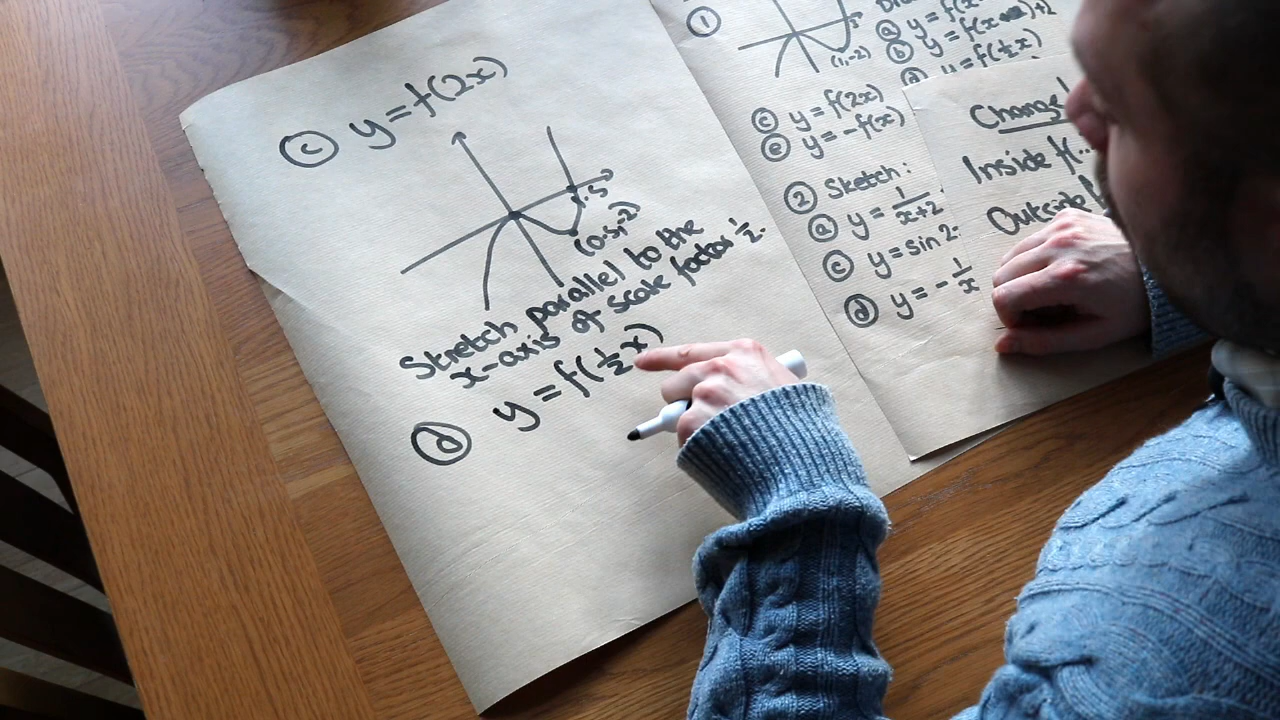 ⓒ y=f(2x)
1.5
(0.5,-2)
Stretch parallel to the
x-axis of scale factor ½.
ⓓ y=f(½x)
①
(1,-2)
ⓐ y=f(x
ⓑ y=f(x )+2
y=f(½x)
ⓒ y=f(2x)
ⓔ y=-f(x)
② Sketch:
ⓐ y=1/x+2
ⓒ y=sin2
ⓓ y=-1/x
Change
Inside f(..
Outside